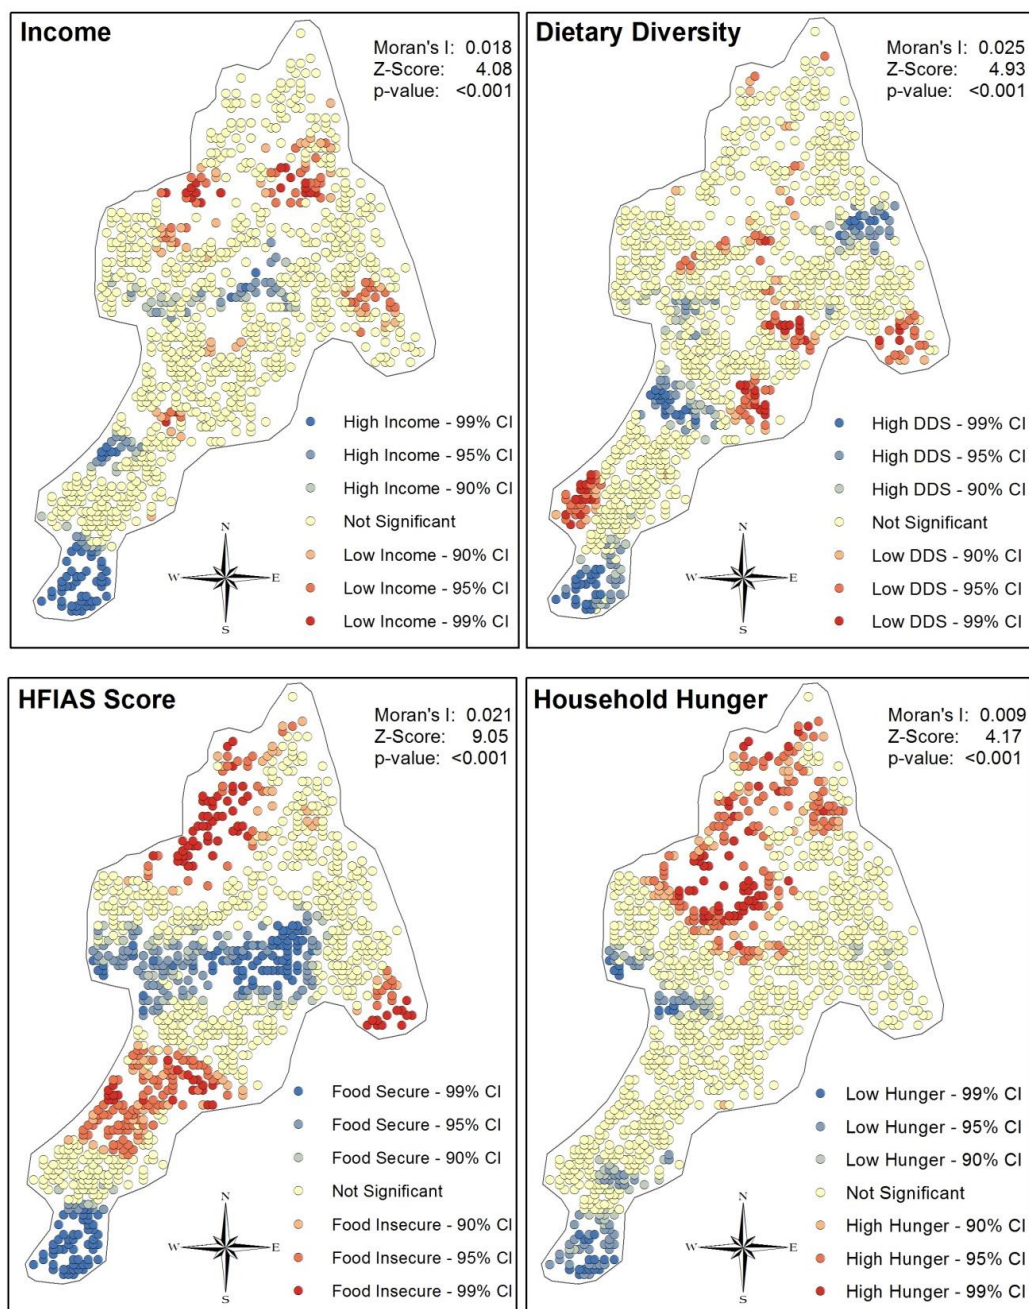 Income
Moran's I: 0.018
Z-Score: 4.08
p-value: <0.001
High Income - 99% CI
High Income - 95% CI
High Income - 90% CI
Not Significant
Low Income - 90% CI
Low Income - 95% CI
Low Income - 99% CI
N
W
E
S
Dietary Diversity
Moran's I: 0.025
Z-Score: 4.93
p-value: <0.001
High DDS - 99% CI
High DDS - 95% CI
High DDS - 90% CI
Not Significant
Low DDS - 90% CI
Low DDS - 95% CI
Low DDS - 99% CI
N
W
E
S
HFIAS Score
Moran's I: 0.021
Z-Score: 9.05
p-value: <0.001
Food Secure - 99% CI
Food Secure - 95% CI
Food Secure - 90% CI
Not Significant
Food Insecure - 90% CI
Food Insecure - 95% CI
Food Insecure - 99% CI
N
W
E
S
Household Hunger
Moran's I: 0.009
Z-Score: 4.17
p-value: <0.001
Low Hunger - 99% CI
Low Hunger - 95% CI
Low Hunger - 90% CI
Not Significant
High Hunger - 90% CI
High Hunger - 95% CI
High Hunger - 99% CI
N
W
E
S